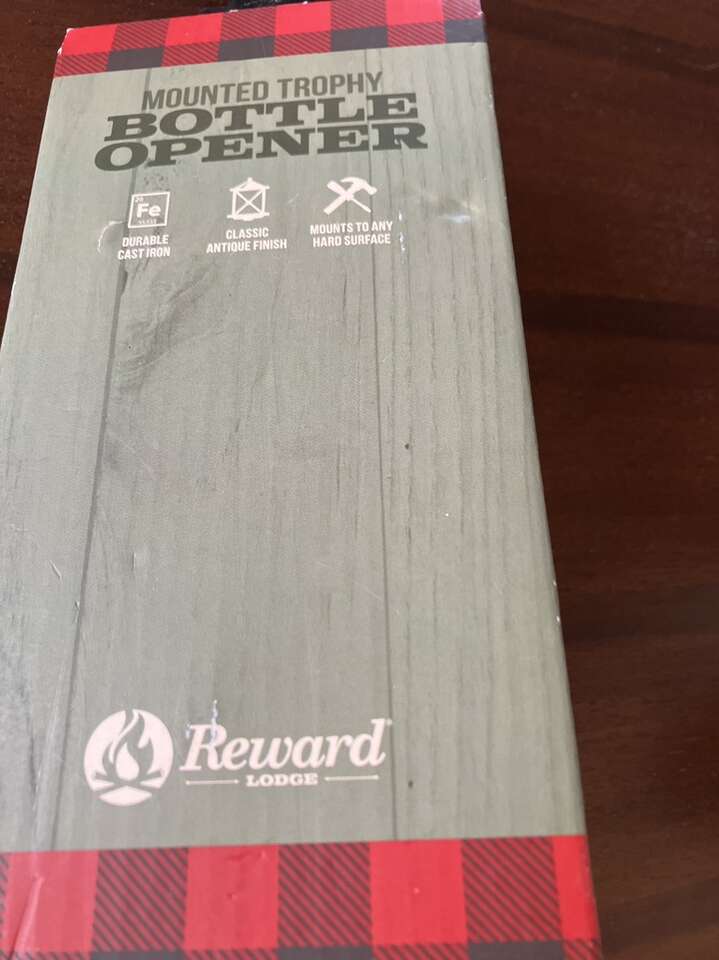 MOUNTED TROPHY
BOTTLE
OPENER
Fe
DURABLE
CAST IRON
CLASSIC
ANTIQUE FINISH
MOUNTS TO ANY
HARD SURFACE
Reward
LODGE